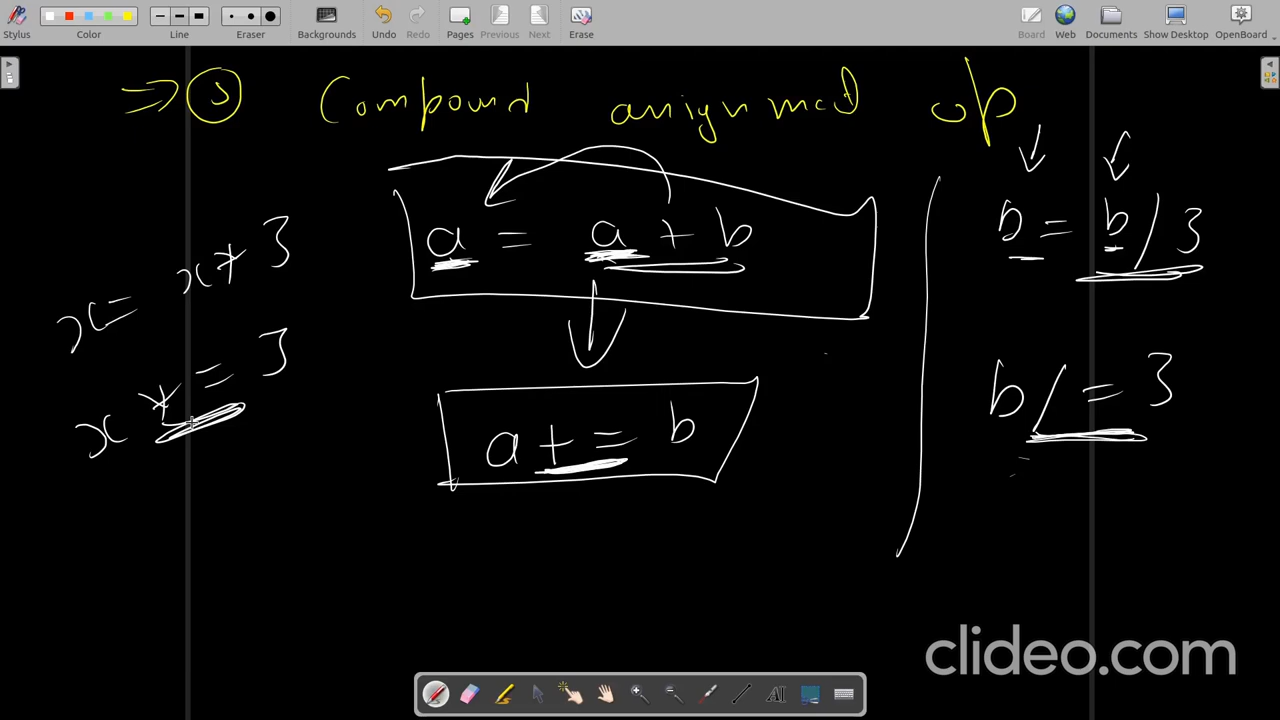 Stylus Color Line Eraser Backgrounds Undo Redo Pages Previous Next Erase Board Web Documents Show Desktop OpenBoard
=> 3 Compound assignment op
x = x * 3
x *= 3
a = a + b
a += b
b = b / 3
b /= 3
clideo.com